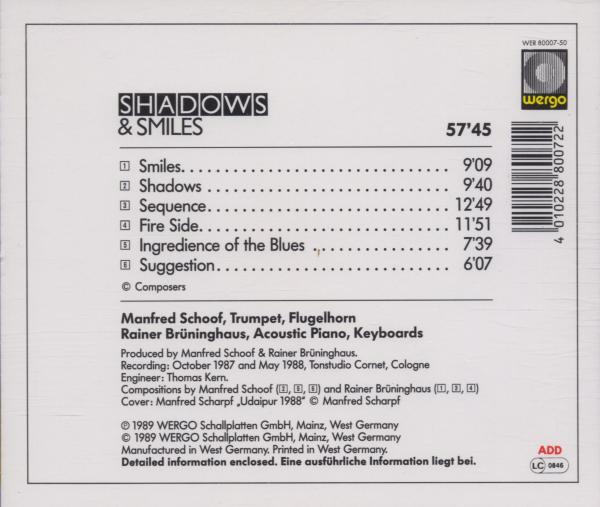 WER 80007-50
wergo
SHADOWS
& SMILES
57'45
1 Smiles. . . . . . . . . . . . . . . . . . . . . . . . . . . . . . 9'09
2 Shadows . . . . . . . . . . . . . . . . . . . . . . . . . . . . 9'40
3 Sequence. . . . . . . . . . . . . . . . . . . . . . . . . . . 12'49
4 Fire Side. . . . . . . . . . . . . . . . . . . . . . . . . . . . 11'51
5 Ingredience of the Blues . . . . . . . . . . . . . . . 7'39
6 Suggestion. . . . . . . . . . . . . . . . . . . . . . . . . . 6'07
© Composers
4 010228 800722
Manfred Schoof, Trumpet, Flugelhorn
Rainer Brüninghaus, Acoustic Piano, Keyboards
Produced by Manfred Schoof & Rainer Brüninghaus.
Recording: October 1987 and May 1988, Tonstudio Cornet, Cologne
Engineer: Thomas Kern.
Compositions by Manfred Schoof (2, 5, 6) and Rainer Brüninghaus (1, 3, 4)
Cover: Manfred Scharpf „Udaipur 1988" © Manfred Scharpf
℗ 1989 WERGO Schallplatten GmbH, Mainz, West Germany
© 1989 WERGO Schallplatten GmbH, Mainz, West Germany
Manufactured in West Germany. Printed in West Germany.
Detailed information enclosed. Eine ausführliche Information liegt bei.
ADD
LC 0846